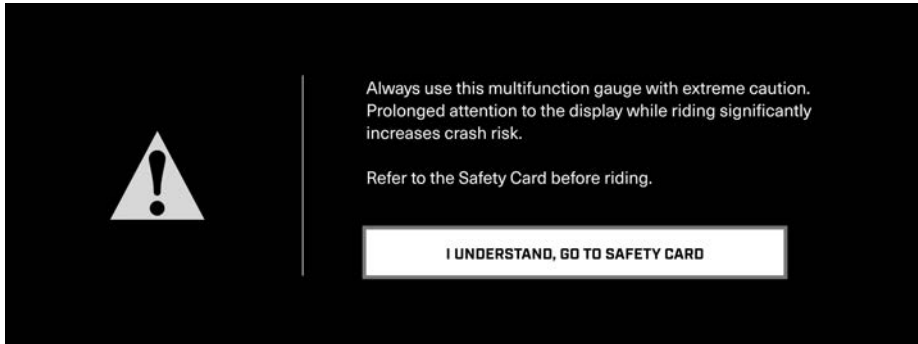 Always use this multifunction gauge with extreme caution.
Prolonged attention to the display while riding significantly
increases crash risk.
Refer to the Safety Card before riding.
I UNDERSTAND, GO TO SAFETY CARD